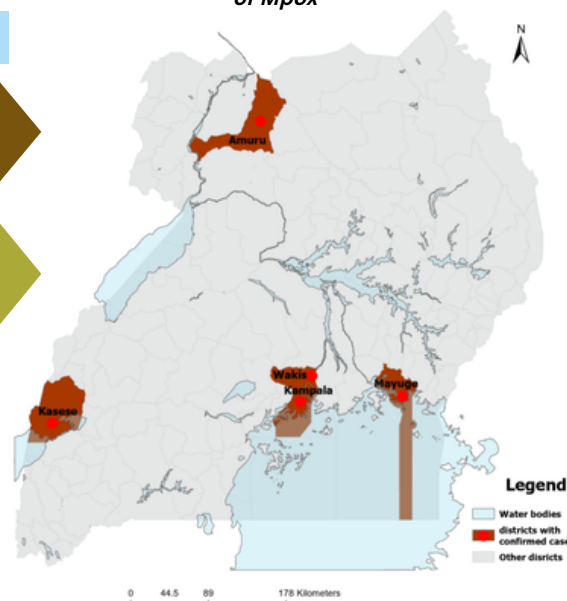 of Mpox
N
Amuru
Wakis
Kampala
Mayuge
Kasese
Legend
Water bodies
districts with
confirmed case
Other disricts
0 44.5 89 178 Kilometers